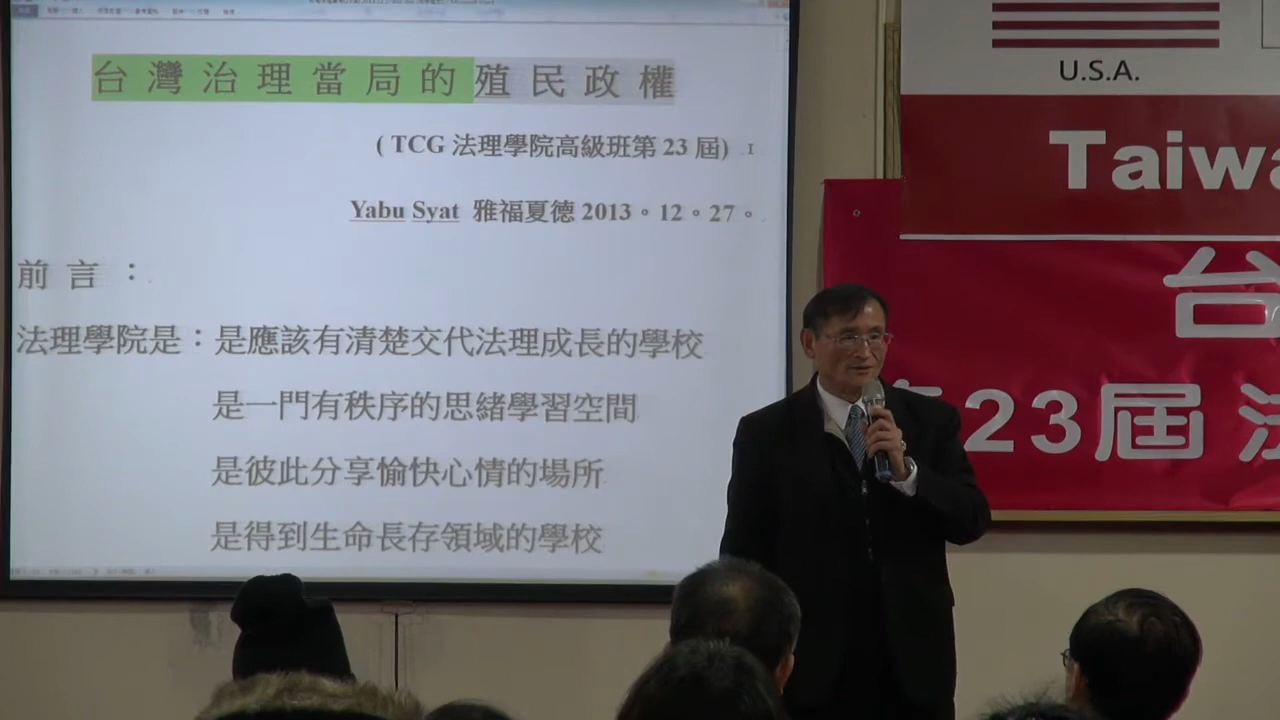 台灣治理當局的殖民政權
( TCG 法理學院高級班第 23 屆)
Yabu Syat 雅福夏德 2013。12。27。
前 言 ：
法理學院是：是應該有清楚交代法理成長的學校
是一門有秩序的思緒學習空間
是彼此分享愉快心情的場所
是得到生命長存領域的學校
U.S.A.
Taiwa
台
23屆 法